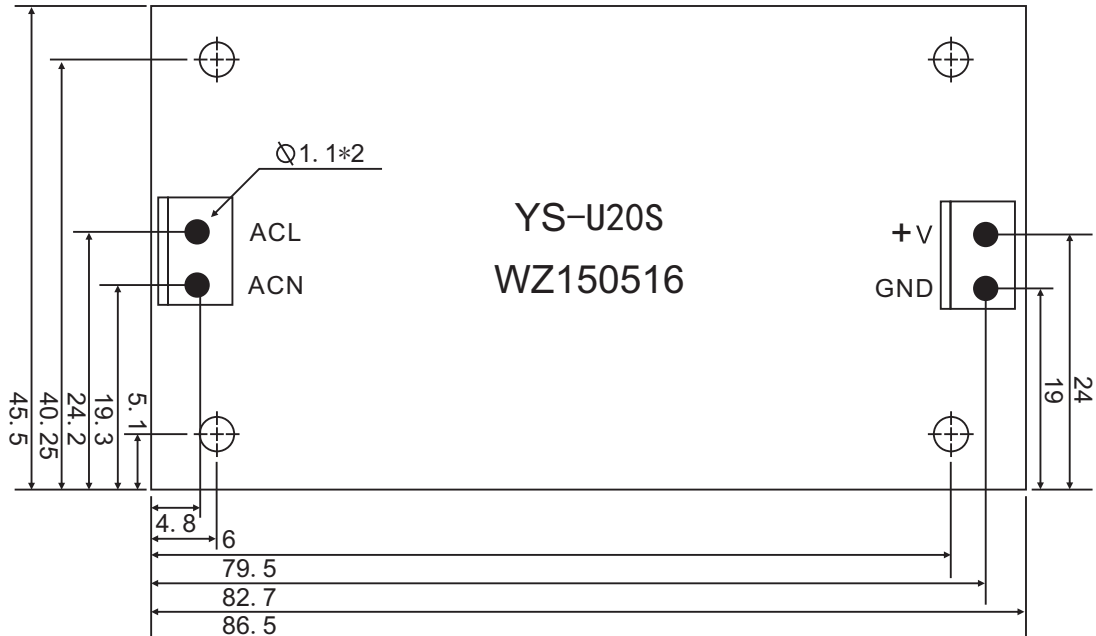 Ø1.1*2
ACL
ACN
YS-U20S
WZ150516
+V
GND
45.5
40.25
24.2
19.3
5.1
19
24
4.8
6
79.5
82.7
86.5